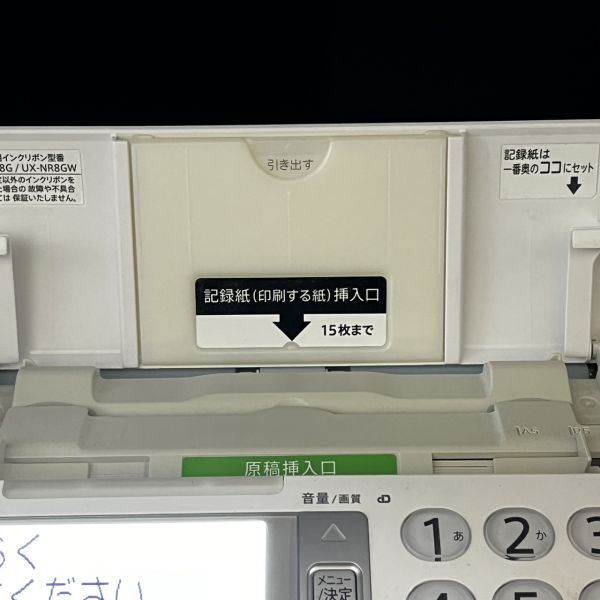 引き出す
インクリボン型番
8G / UX-NR8GW
以外のインクリボンを
た場合の 故障や不具合
ては 保証いたしません。
記録紙は
一番奥のココにセット
記録紙（印刷する紙）挿入口
15枚まで
A5
原稿挿入口
音量/画質
1 あ
2 か
3
らく
ください
メニュー
/決定